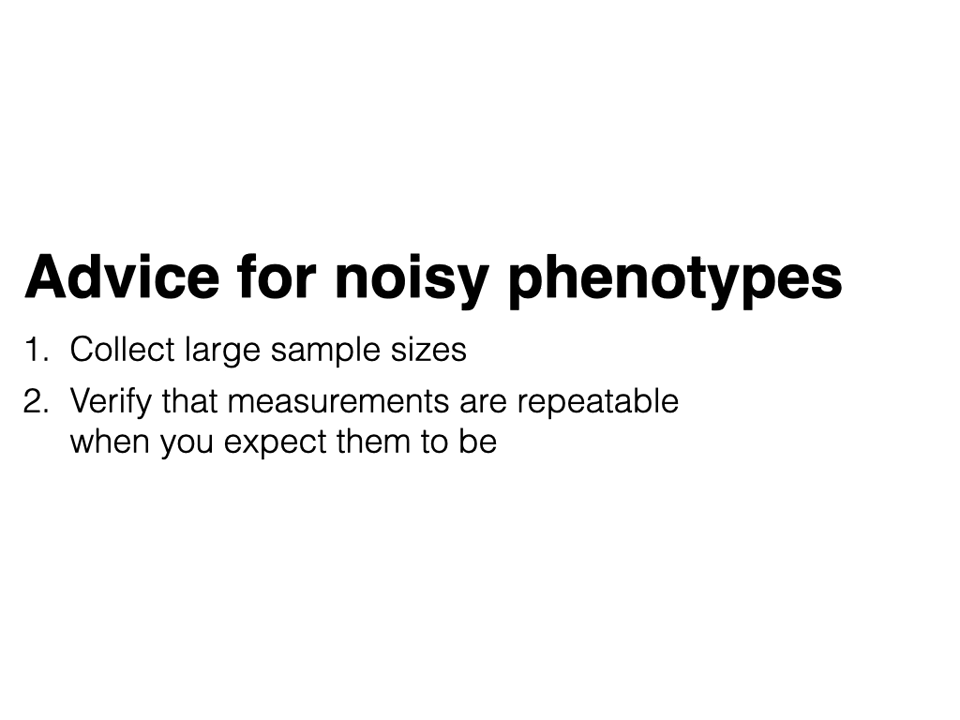 Advice for noisy phenotypes
1. Collect large sample sizes
2. Verify that measurements are repeatable
when you expect them to be